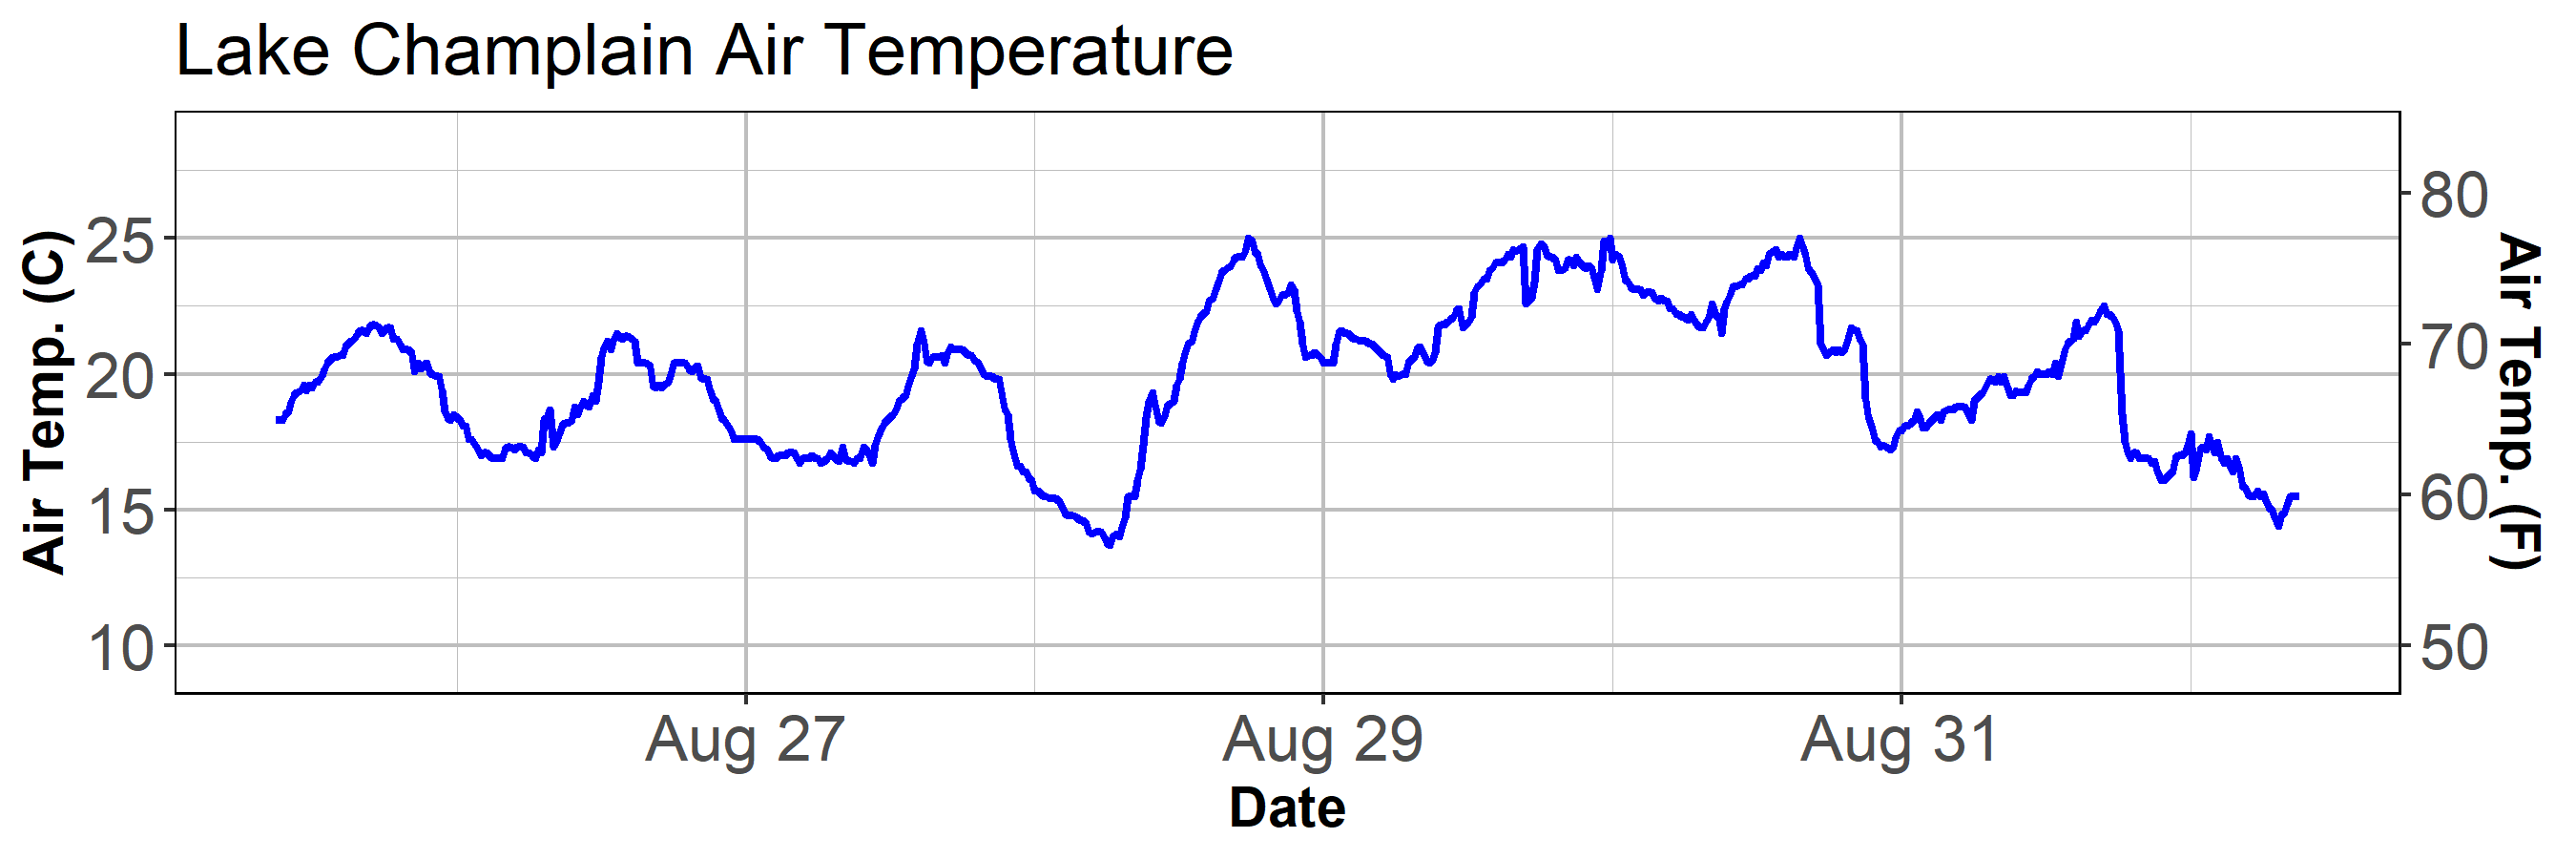 Lake Champlain Air Temperature
Air Temp. (C)
25
20
15
10
80
70
60
50
Air Temp. (F)
Aug 27
Aug 29
Aug 31
Date